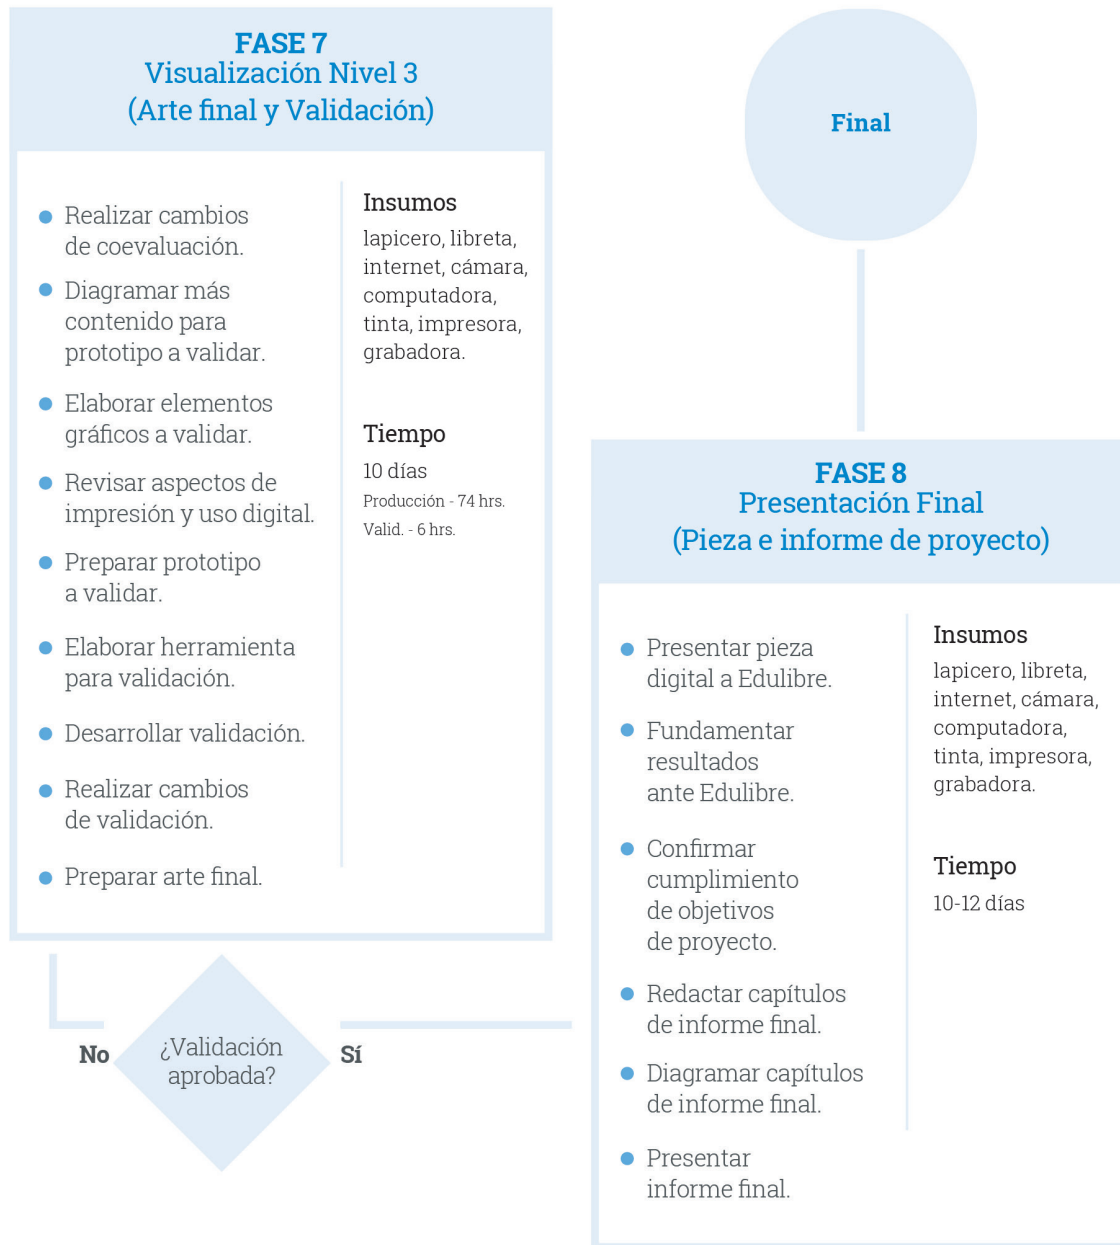 FASE 7
Visualización Nivel 3
(Arte final y Validación)
Realizar cambios
de coevaluación.
Diagramar más
contenido para
prototipo a validar.
Elaborar elementos
gráficos a validar.
Revisar aspectos de
impresión y uso digital.
Preparar prototipo
a validar.
Elaborar herramienta
para validación.
Desarrollar validación.
Realizar cambios
de validación.
Preparar arte final.
Insumos
lapicero, libreta,
internet, cámara,
computadora,
tinta, impresora,
grabadora.
Tiempo
10 días
Producción - 74 hrs.
Valid. - 6 hrs.
No
¿Validación
aprobada?
Sí
Final
FASE 8
Presentación Final
(Pieza e informe de proyecto)
Presentar pieza
digital a Edulibre.
Fundamentar
resultados
ante Edulibre.
Confirmar
cumplimiento
de objetivos
de proyecto.
Redactar capítulos
de informe final.
Diagramar capítulos
de informe final.
Presentar
informe final.
Insumos
lapicero, libreta,
internet, cámara,
computadora,
tinta, impresora,
grabadora.
Tiempo
10-12 días